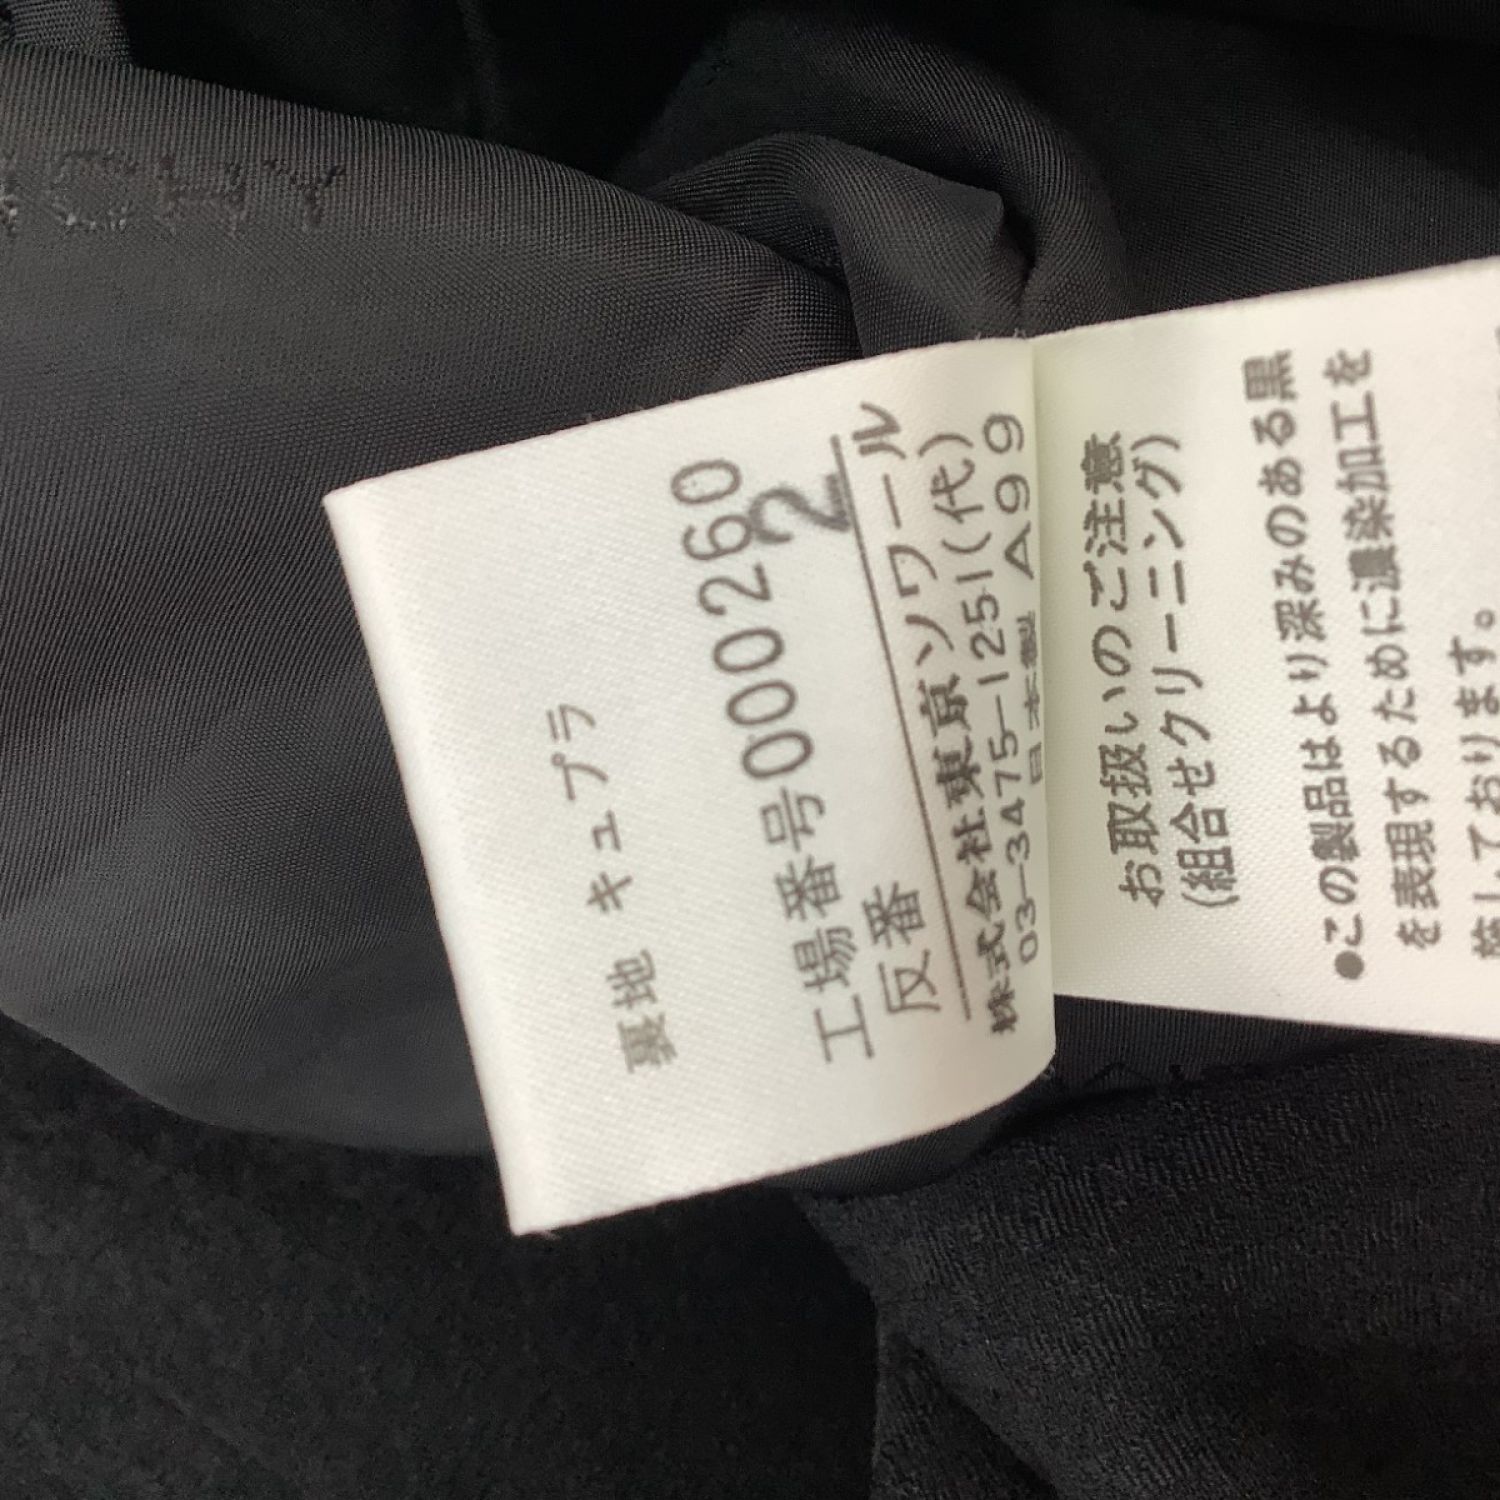 CHY
裏地 キュプラ
工場番号000260
反番 2
株式会社東京ソワール
03-3475-1251(代)
日本製 A99
お取扱いのご注意
(組合せクリーニング)
●この製品はより深みのある黒
を表現するために濃染加工を
施しております。